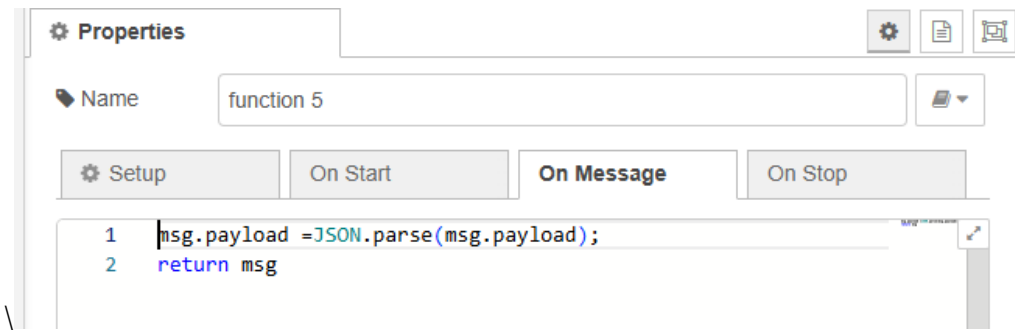 Properties
Name function 5
Setup On Start On Message On Stop
1 msg.payload =JSON.parse(msg.payload);
2 return msg
\